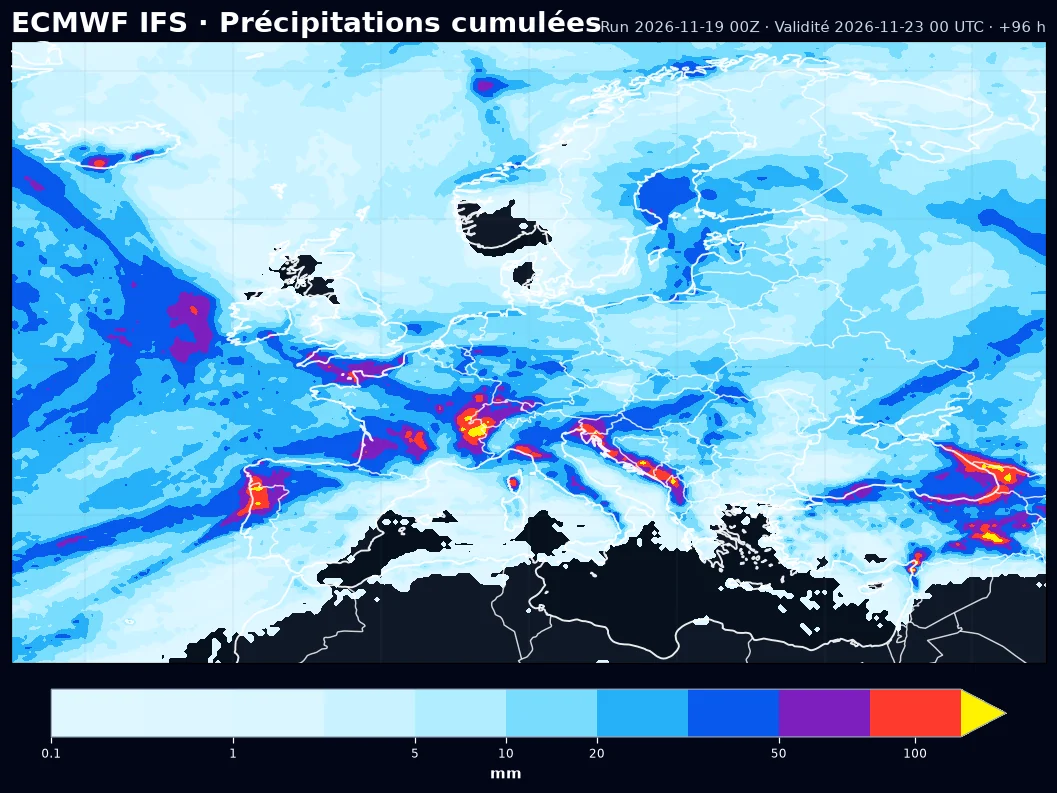 ECMWF IFS · Précipitations cumulées
Run 2026-11-19 00Z · Validité 2026-11-23 00 UTC · +96 h
0.1 1 5 10 20 50 100
mm